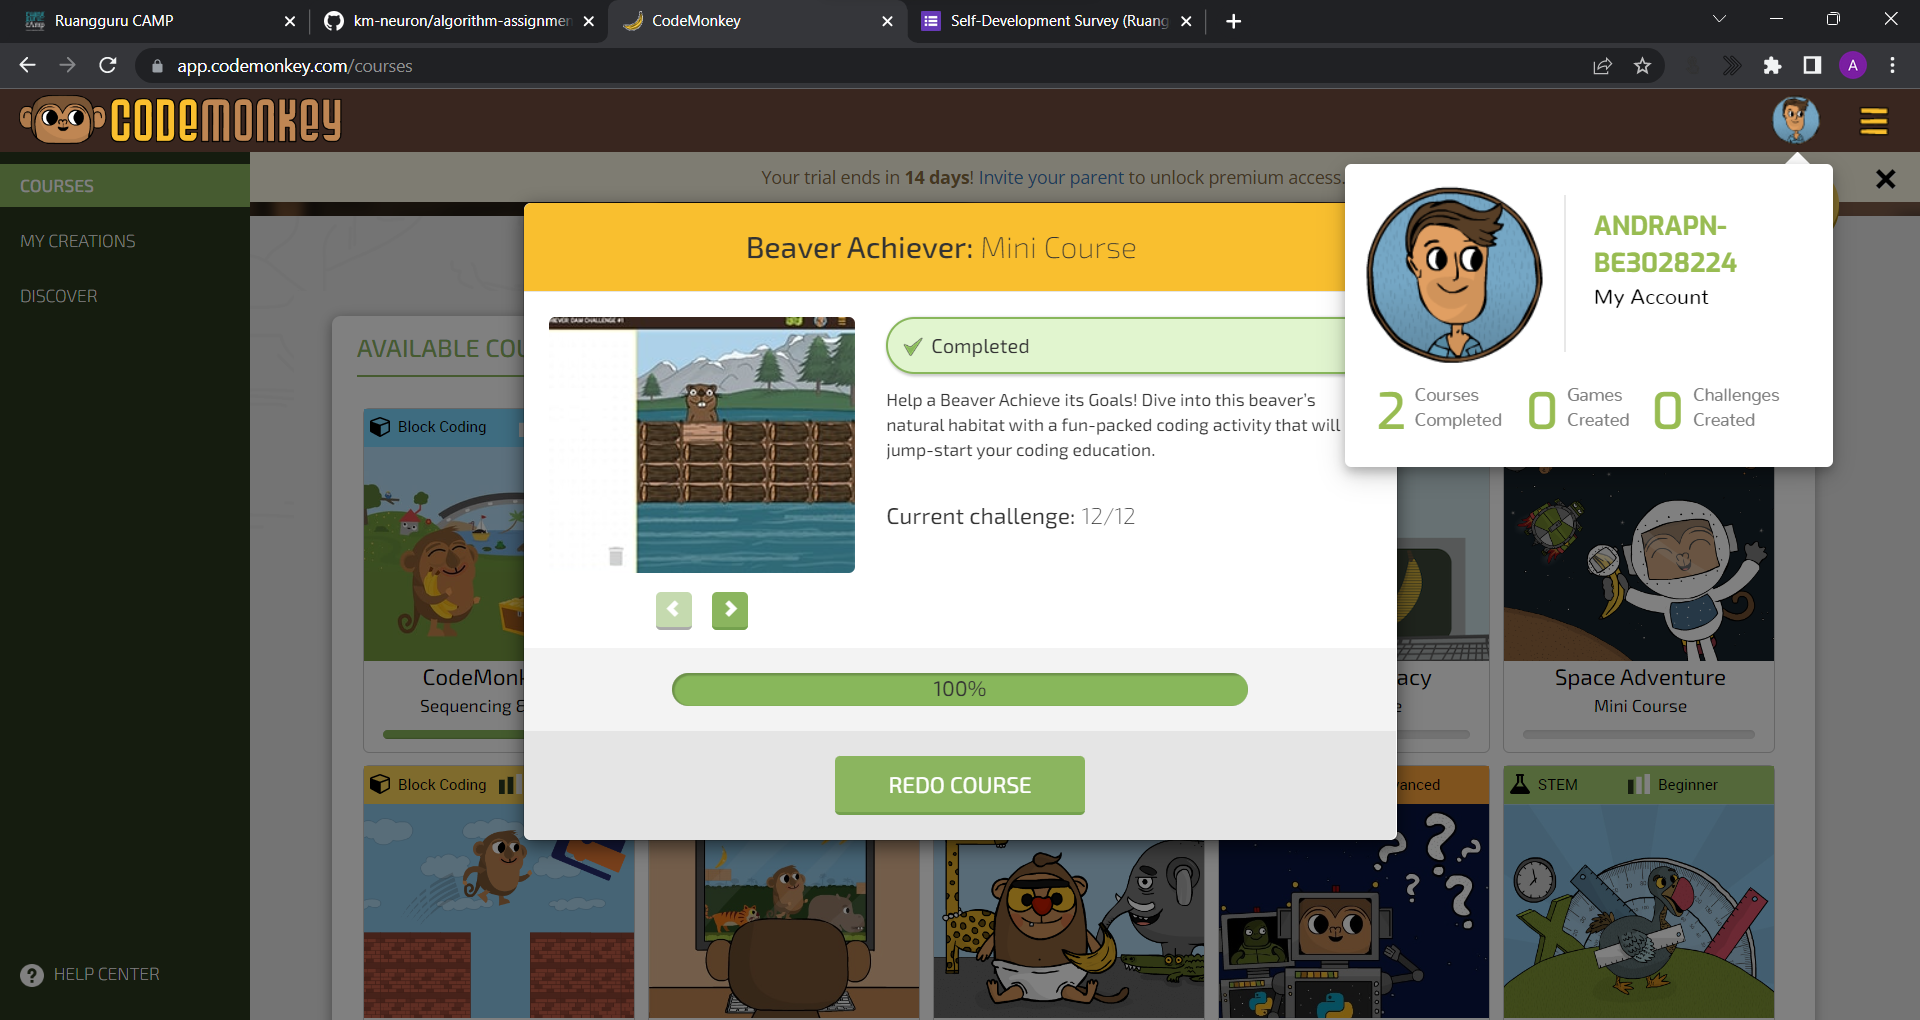 Ruangguru CAMP
km-neuron/algorithm-assignmen
CodeMonkey
Self-Development Survey (Ruang
app.codemonkey.com/courses
A
CODEMONKEY
COURSES
MY CREATIONS
DISCOVER
HELP CENTER
Your trial ends in 14 days! Invite your parent to unlock premium access.
ANDRAPN-
BE3028224
My Account
2 Courses Completed
0 Games Created
0 Challenges Created
Beaver Achiever: Mini Course
Completed
Help a Beaver Achieve its Goals! Dive into this beaver's
natural habitat with a fun-packed coding activity that will
jump-start your coding education.
Current challenge: 12/12
100%
REDO COURSE
AVAILABLE COU
Block Coding
CodeMonk
Sequencing &
acy
e
Space Adventure
Mini Course
Block Coding
anced
STEM
Beginner